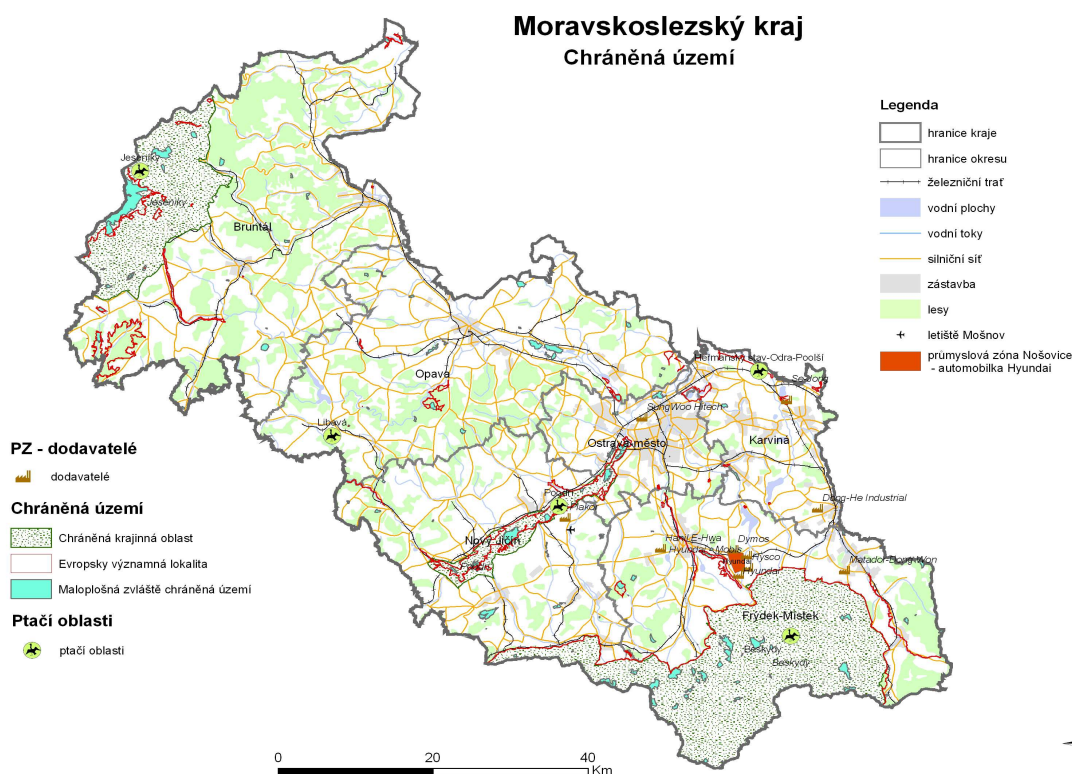 Moravskoslezský kraj
Chráněná území
Legenda
hranice kraje
hranice okresu
železniční trať
vodní plochy
vodní toky
silniční síť
zástavba
lesy
letiště Mošnov
průmyslová zóna Nošovice
- automobilka Hyundai
PZ - dodavatelé
dodavatelé
Chráněná území
Chráněná krajinná oblast
Evropsky významná lokalita
Maloplošná zvláště chráněná území
Ptačí oblasti
ptačí oblasti
Jeseníky
Jeseníky
Bruntál
Opava
Libavá
Heřmanský stav-Odra-Poolší
SungWoo Hitech
Ostrava-město
Karviná
Dong-He Industrial
Poodří
Plakor
Nový Jičín
Poodří
Hanil E-Hwa
Hyundai - Mobis
Dymos
Hysco
Hyundai
Hyundai
Matador-Dong Won
Frýdek-Místek
Beskydy
Beskydy
0
20
40
Km